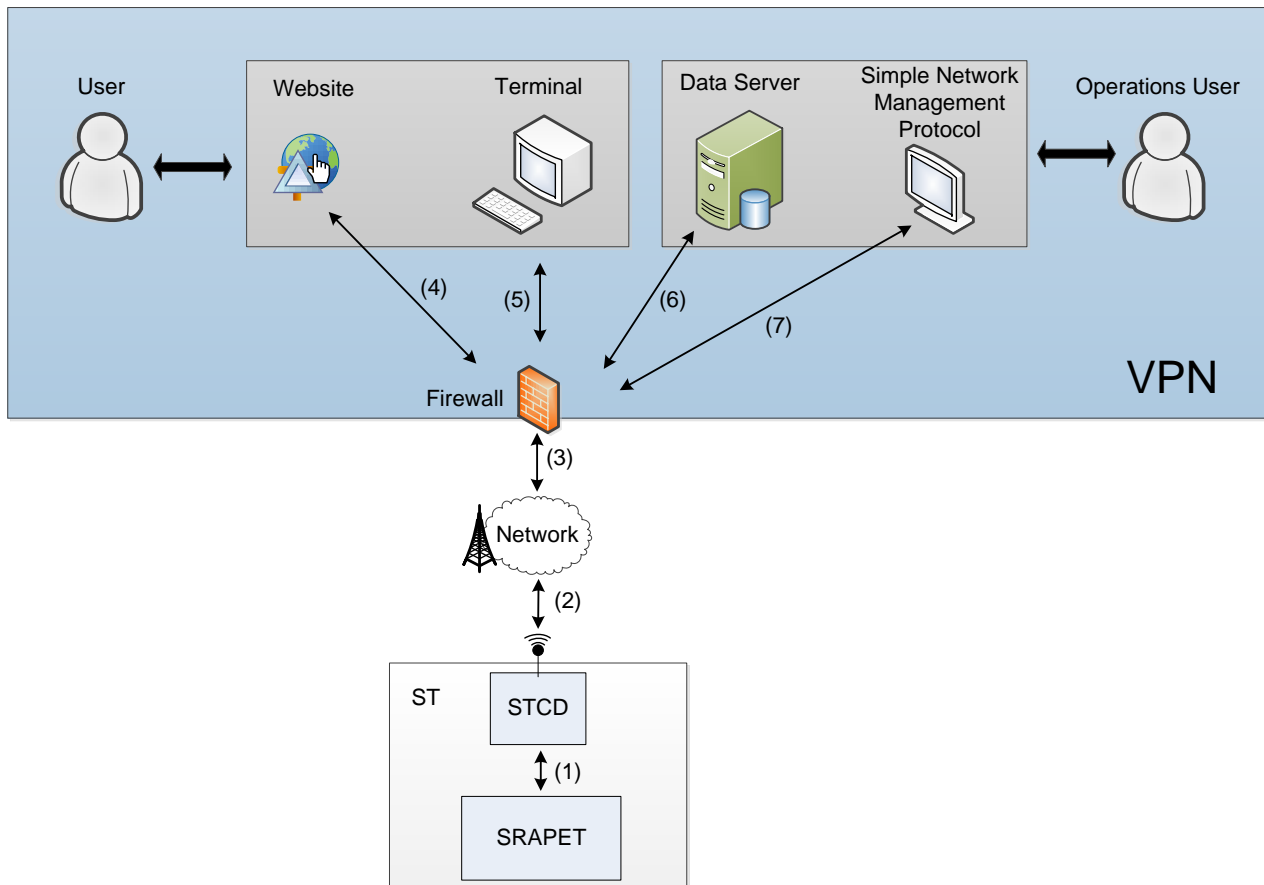 User
Website
Terminal
Data Server
Simple Network
Management
Protocol
Operations User
(4)
(5)
(6)
(7)
VPN
Firewall
(3)
Network
(2)
ST
STCD
(1)
SRAPET